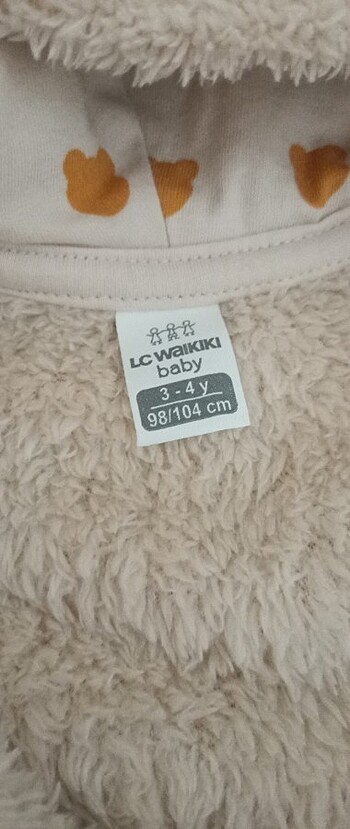 LC WAIKIKI
baby
3 - 4 y
98/104 cm